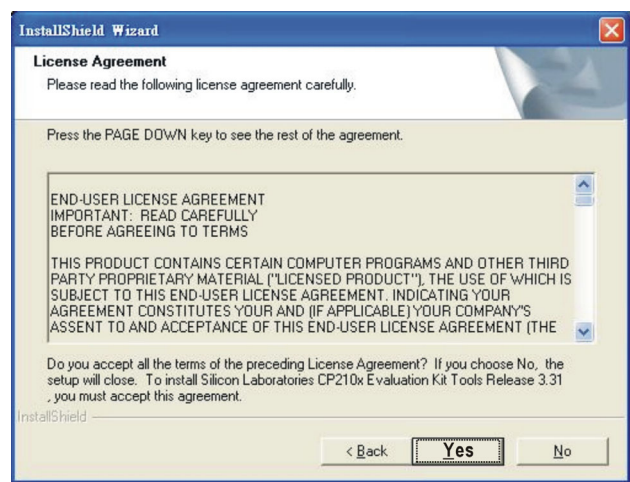 InstallShield Wizard
License Agreement
Please read the following license agreement carefully.
Press the PAGE DOWN key to see the rest of the agreement.
END-USER LICENSE AGREEMENT
IMPORTANT: READ CAREFULLY
BEFORE AGREEING TO TERMS
THIS PRODUCT CONTAINS CERTAIN COMPUTER PROGRAMS AND OTHER THIRD
PARTY PROPRIETARY MATERIAL ("LICENSED PRODUCT"), THE USE OF WHICH IS
SUBJECT TO THIS END-USER LICENSE AGREEMENT. INDICATING YOUR
AGREEMENT CONSTITUTES YOUR AND (IF APPLICABLE) YOUR COMPANY'S
ASSENT TO AND ACCEPTANCE OF THIS END-USER LICENSE AGREEMENT (THE
Do you accept all the terms of the preceding License Agreement? If you choose No, the
setup will close. To install Silicon Laboratories CP210x Evaluation Kit Tools Release 3.31
, you must accept this agreement.
InstallShield
< Back Yes No